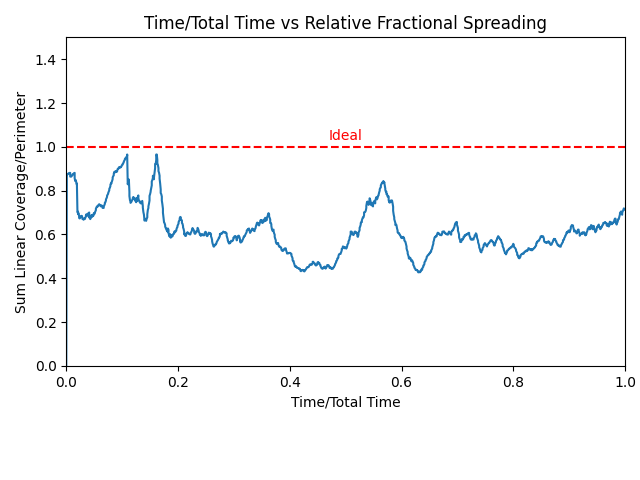 Time/Total Time vs Relative Fractional Spreading
Sum Linear Coverage/Perimeter
1.4
1.2
1.0
0.8
0.6
0.4
0.2
0.0
Ideal
0.0 0.2 0.4 0.6 0.8 1.0
Time/Total Time